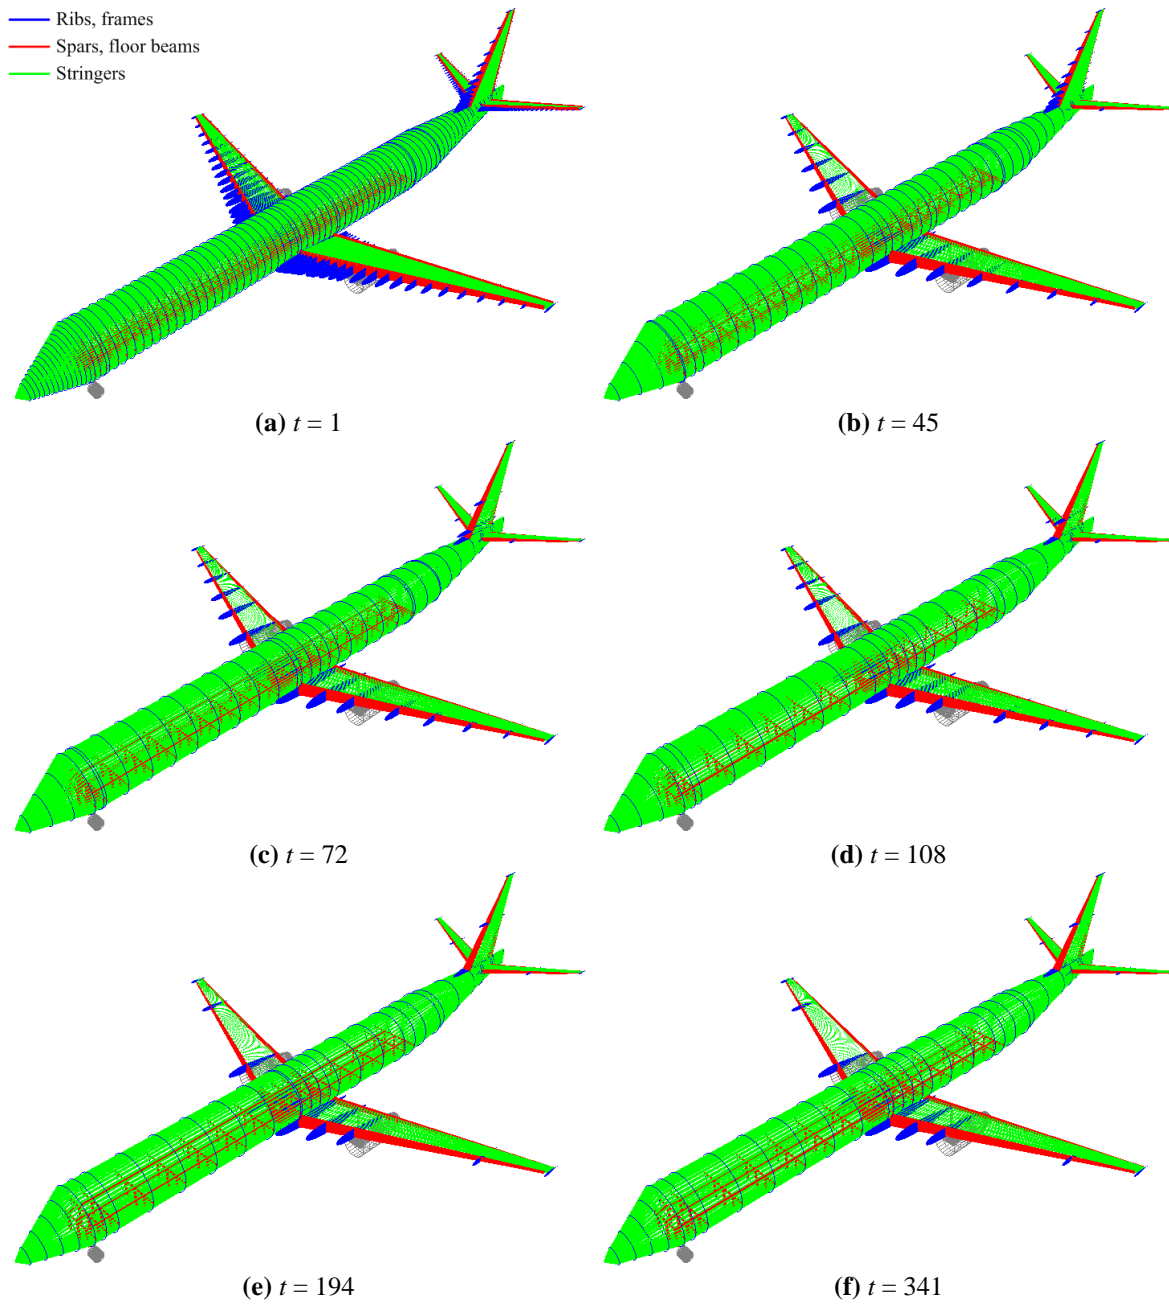 Ribs, frames
Spars, floor beams
Stringers
(a) t = 1
(b) t = 45
(c) t = 72
(d) t = 108
(e) t = 194
(f) t = 341